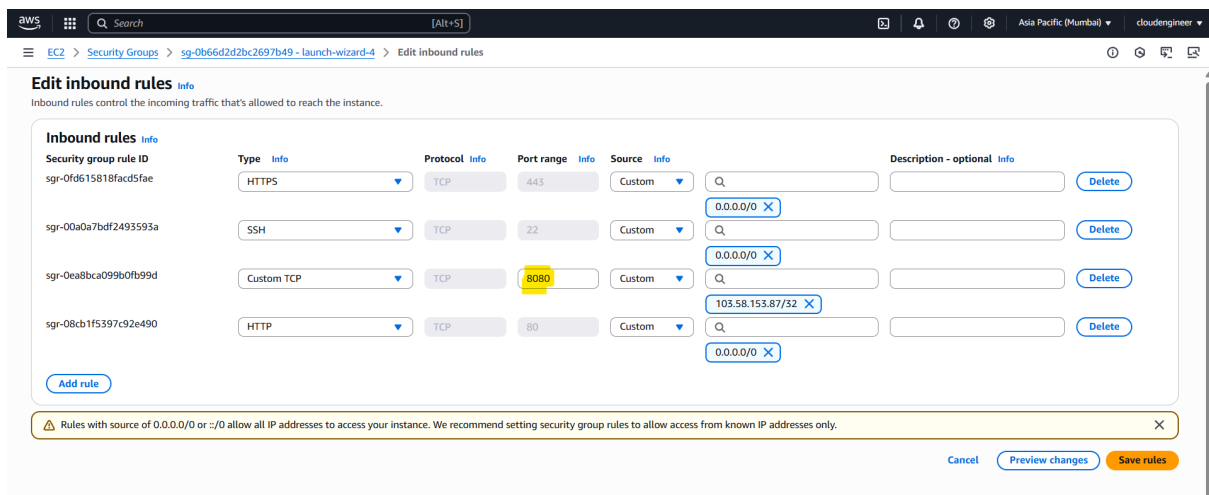 aws Search [Alt+S] Asia Pacific (Mumbai) cloudengineer
EC2 > Security Groups > sg-0b66d2d2bc2697b49 - launch-wizard-4 > Edit inbound rules
Edit inbound rules Info
Inbound rules control the incoming traffic that's allowed to reach the instance.
Inbound rules Info
Security group rule ID Type Info Protocol Info Port range Info Source Info Description - optional Info
sgr-0fd615818facd5fae HTTPS TCP 443 Custom Delete
0.0.0.0/0
sgr-00a0a7bdf2493593a SSH TCP 22 Custom Delete
0.0.0.0/0
sgr-0ea8bca099b0fb99d Custom TCP TCP 8080 Custom Delete
103.58.153.87/32
sgr-08cb1f5397c92e490 HTTP TCP 80 Custom Delete
0.0.0.0/0
Add rule
Rules with source of 0.0.0.0/0 or ::/0 allow all IP addresses to access your instance. We recommend setting security group rules to allow access from known IP addresses only.
Cancel Preview changes Save rules